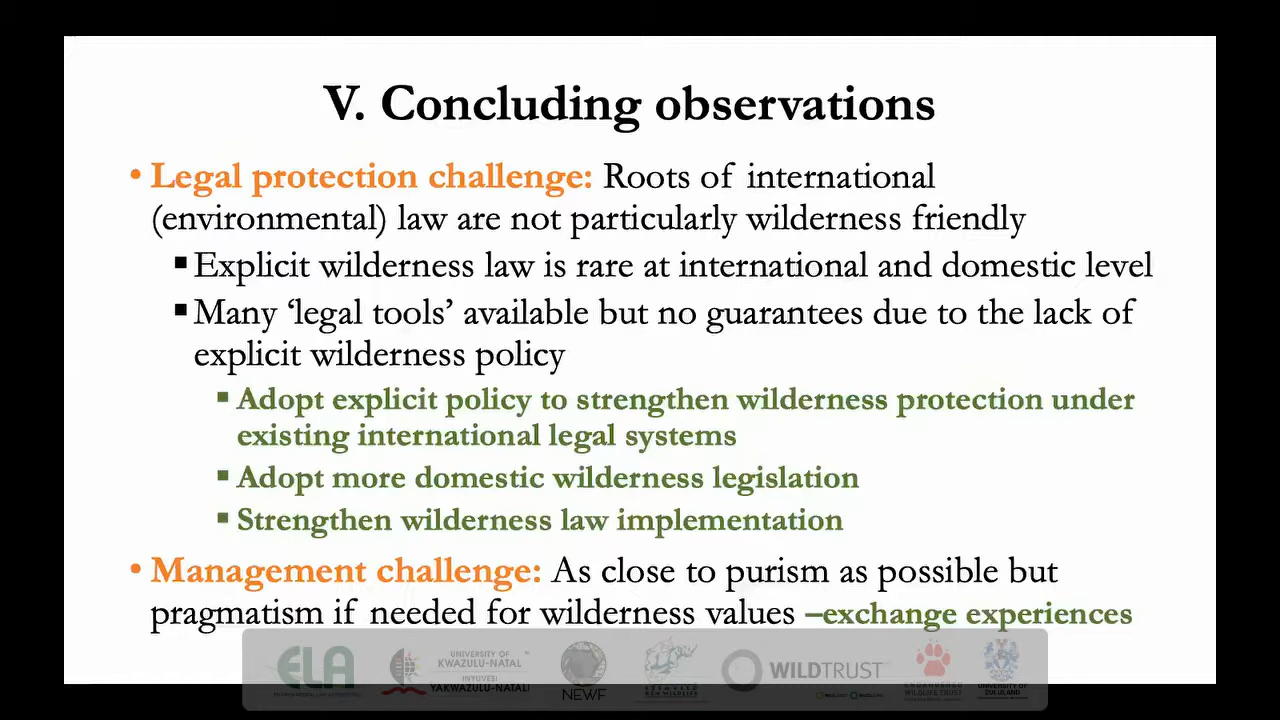 V. Concluding observations
• Legal protection challenge: Roots of international
(environmental) law are not particularly wilderness friendly
▪ Explicit wilderness law is rare at international and domestic level
▪ Many ‘legal tools’ available but no guarantees due to the lack of
explicit wilderness policy
▪ Adopt explicit policy to strengthen wilderness protection under
existing international legal systems
▪ Adopt more domestic wilderness legislation
▪ Strengthen wilderness law implementation
• Management challenge: As close to purism as possible but
pragmatism if needed for wilderness values –exchange experiences
ELA
UNIVERSITY OF
KWAZULU-NATAL
INYUVESI
YAKWAZULU-NATALI
NEWF
WILDTRUST
WILDLIFE TRUST
UNIVERSITY OF
ZULULAND